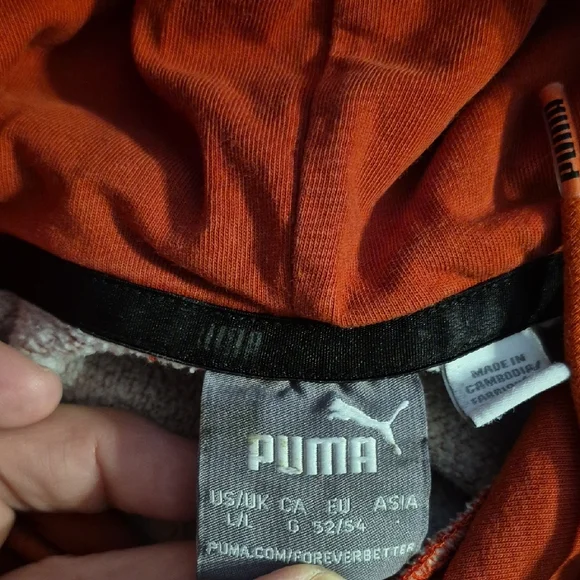 PUMA
MADE IN
CAMBODIA/
PUMA
US/UK CA EU ASIA
L/L G 52/54
PUMA.COM/FOREVERBETTER